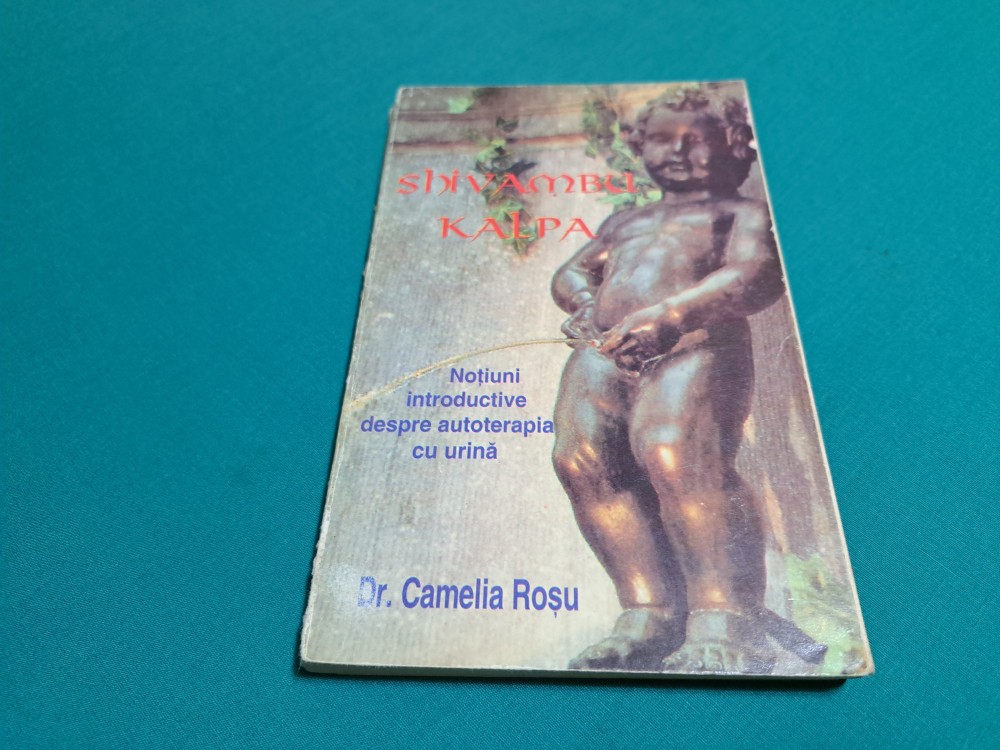 Shivambu
Kalpa
Noțiuni
introductive
despre autoterapia
cu urină
Dr. Camelia Roșu